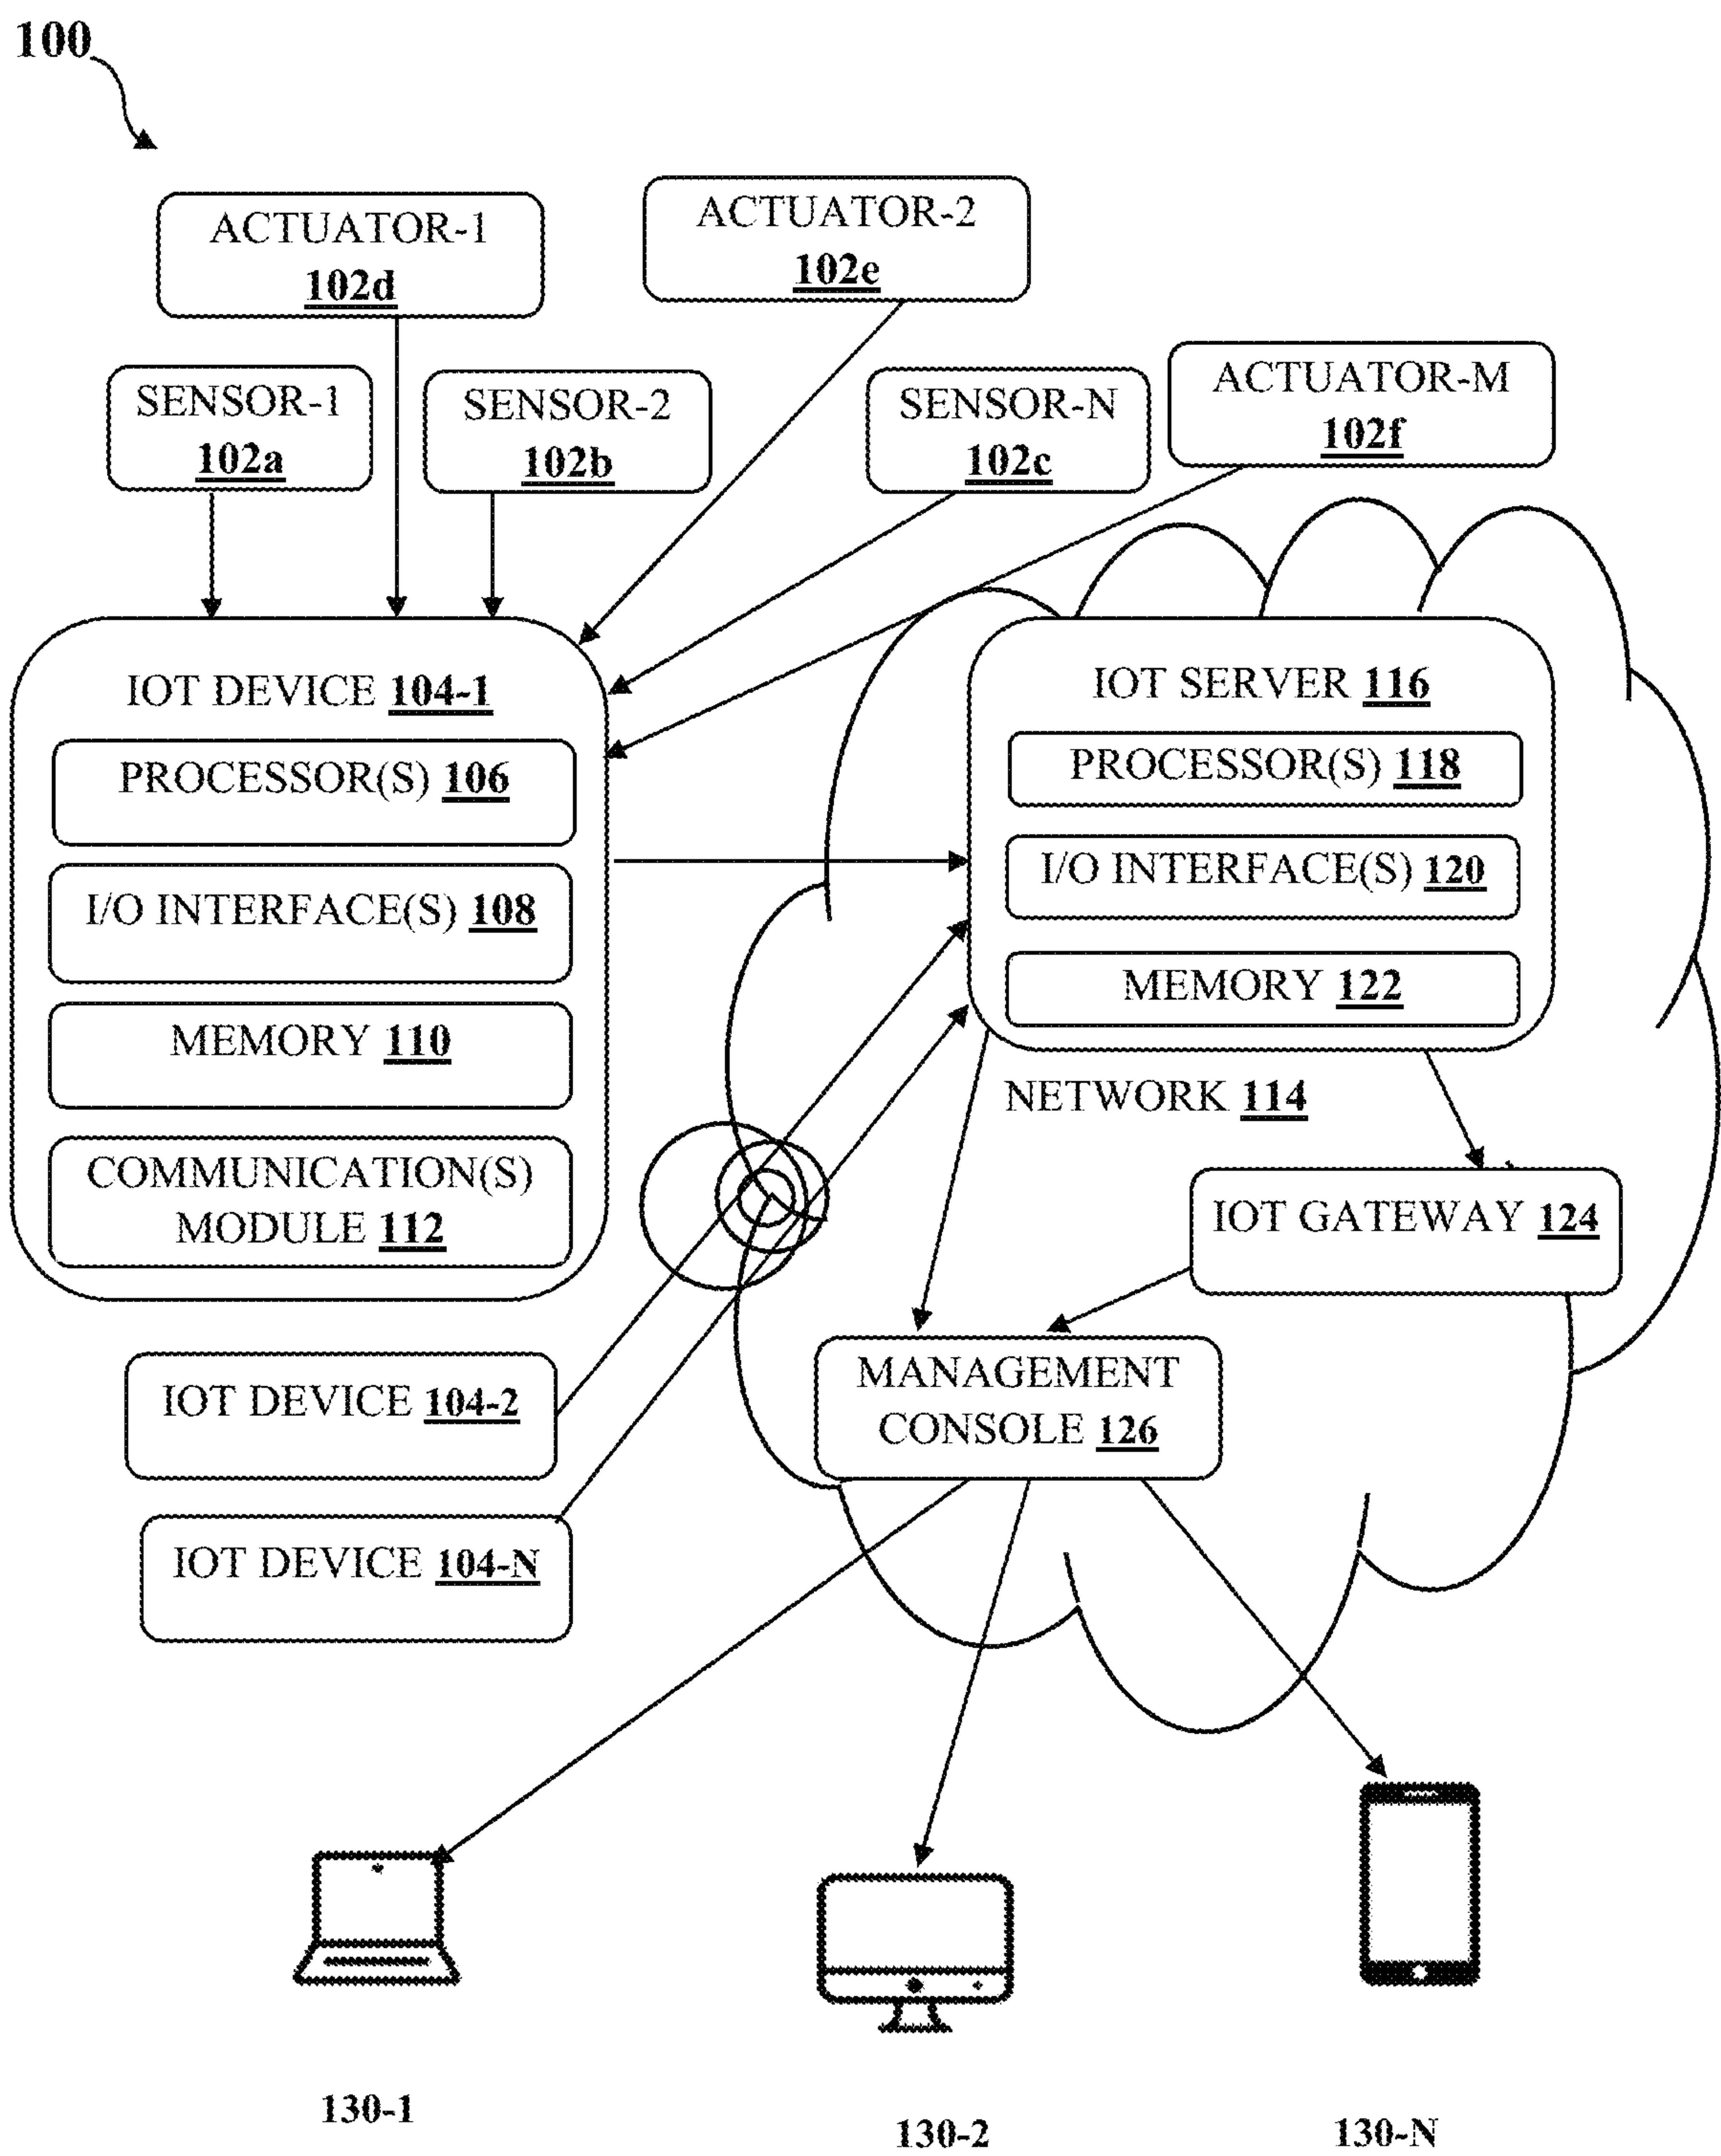 100
ACTUATOR-1
102d
ACTUATOR-2
102e
SENSOR-1
102a
SENSOR-2
102b
SENSOR-N
102c
ACTUATOR-M
102f
IOT DEVICE 104-1
PROCESSOR(S) 106
I/O INTERFACE(S) 108
MEMORY 110
COMMUNICATION(S)
MODULE 112
IOT SERVER 116
PROCESSOR(S) 118
I/O INTERFACE(S) 120
MEMORY 122
NETWORK 114
IOT GATEWAY 124
MANAGEMENT
CONSOLE 126
IOT DEVICE 104-2
IOT DEVICE 104-N
130-1
130-2
130-N